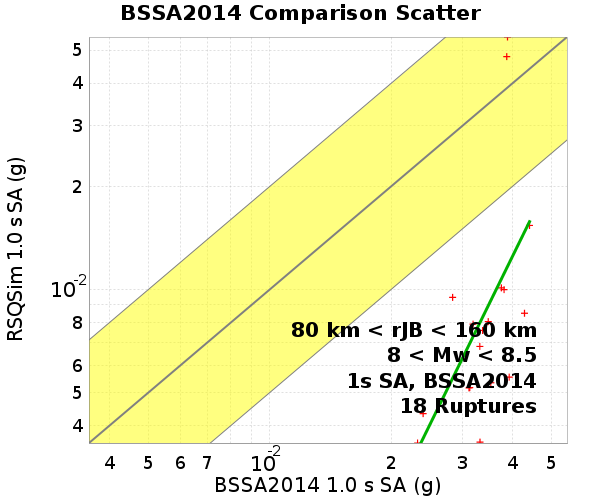 BSSA2014 Comparison Scatter
RSQSim 1.0 s SA (g)
5
4
3
2
10-2
8
6
5
4
80 km < rJB < 160 km
8 < Mw < 8.5
1s SA, BSSA2014
18 Ruptures
4 5 6 7 10-2 2 3 4 5
BSSA2014 1.0 s SA (g)